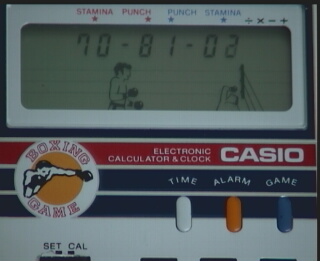 STAMINA PUNCH PUNCH STAMINA ÷ × − +
70-81-02
BOXING GAME
ELECTRONIC
CALCULATOR & CLOCK CASIO
TIME ALARM GAME
SET CAL